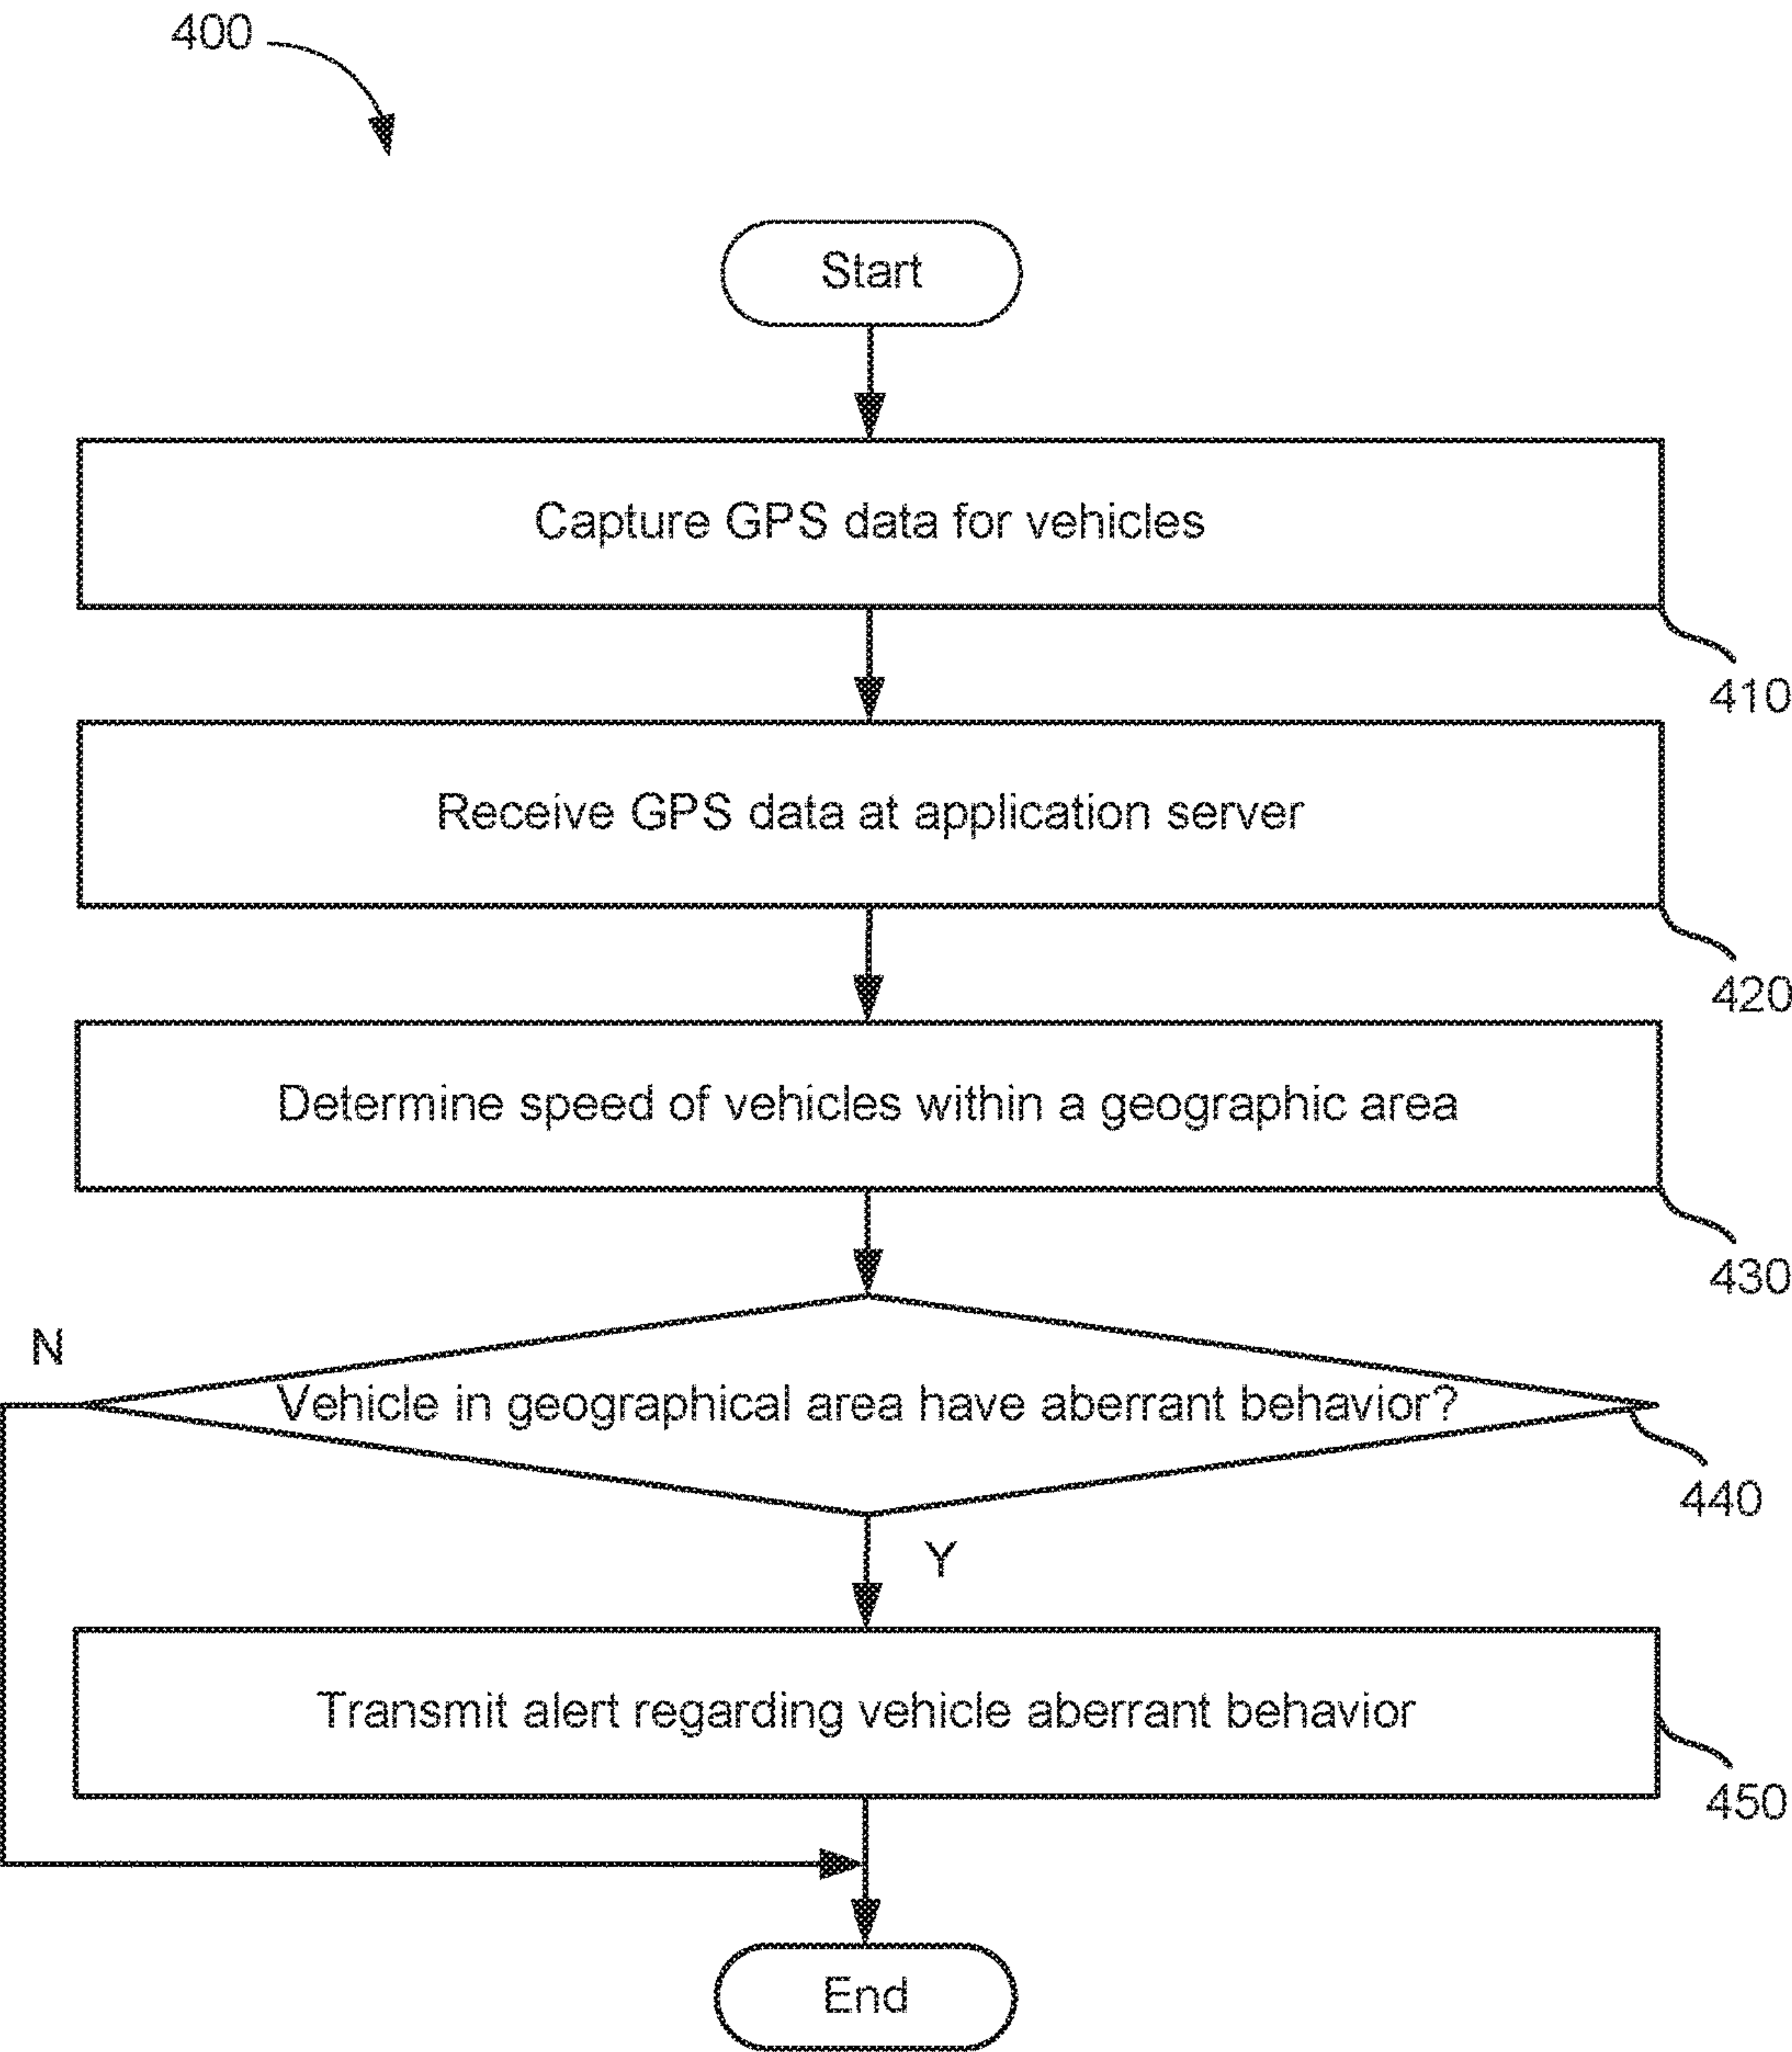 400
Start
Capture GPS data for vehicles
410
Receive GPS data at application server
420
Determine speed of vehicles within a geographic area
430
N
Vehicle in geographical area have aberrant behavior?
440
Y
Transmit alert regarding vehicle aberrant behavior
450
End